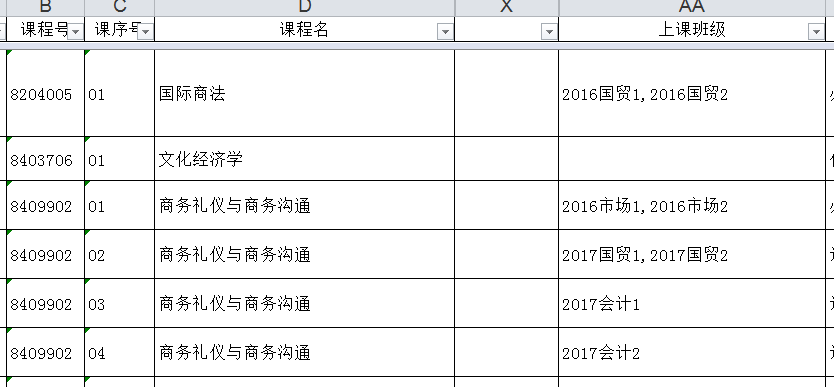 B C D X AA
课程号 课序号 课程名 上课班级
8204005 01 国际商法 2016国贸1,2016国贸2
8403706 01 文化经济学
8409902 01 商务礼仪与商务沟通 2016市场1,2016市场2
8409902 02 商务礼仪与商务沟通 2017国贸1,2017国贸2
8409902 03 商务礼仪与商务沟通 2017会计1
8409902 04 商务礼仪与商务沟通 2017会计2